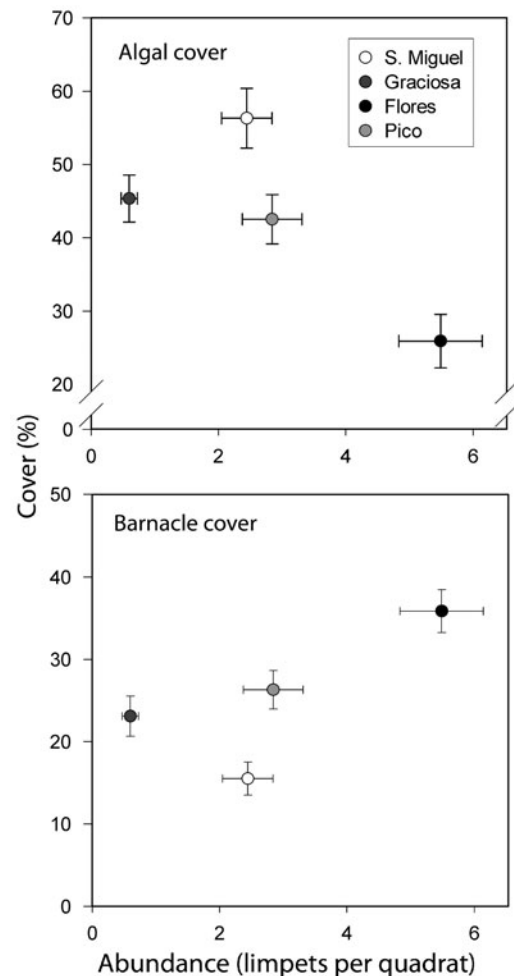 70
Algal cover
S. Miguel
Graciosa
Flores
Pico
60
50
40
30
20
0
0 2 4 6
Cover (%)
50
Barnacle cover
40
30
20
10
0
0 2 4 6
Abundance (limpets per quadrat)